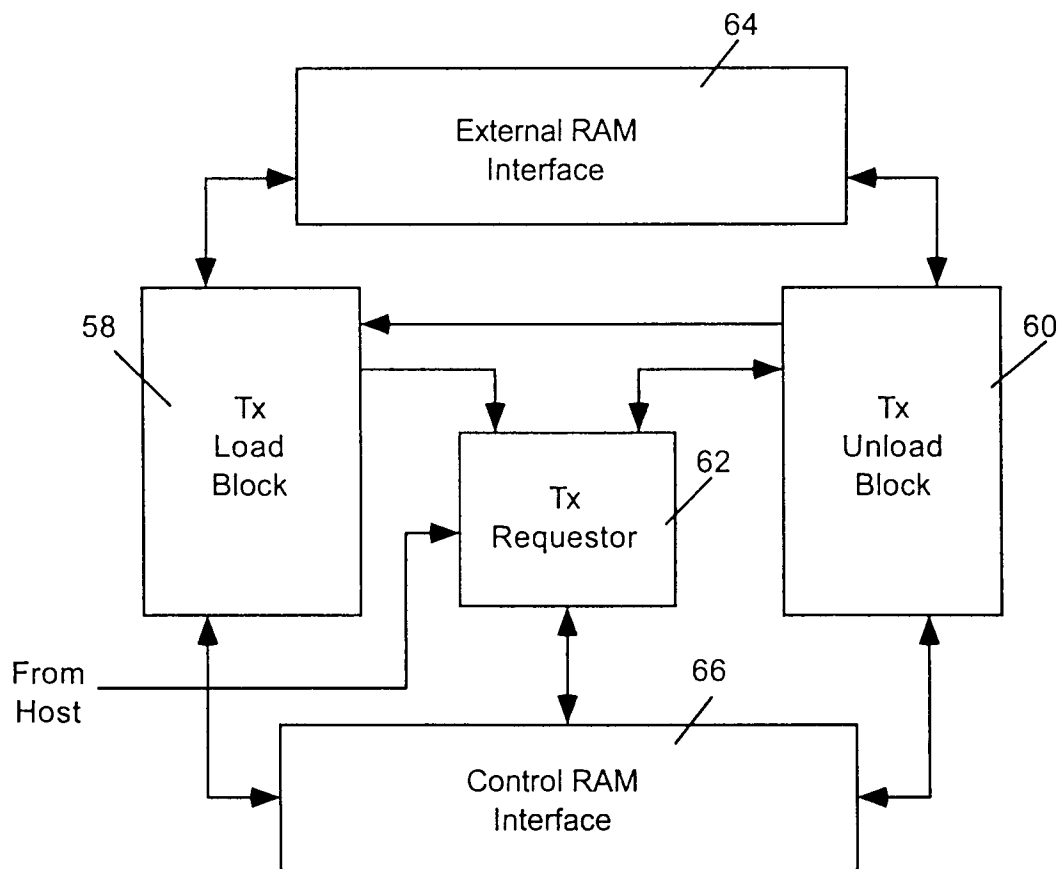 64
External RAM
Interface
58
60
Tx
Load
Block
Tx
Unload
Block
62
Tx
Requestor
From
Host
66
Control RAM
Interface